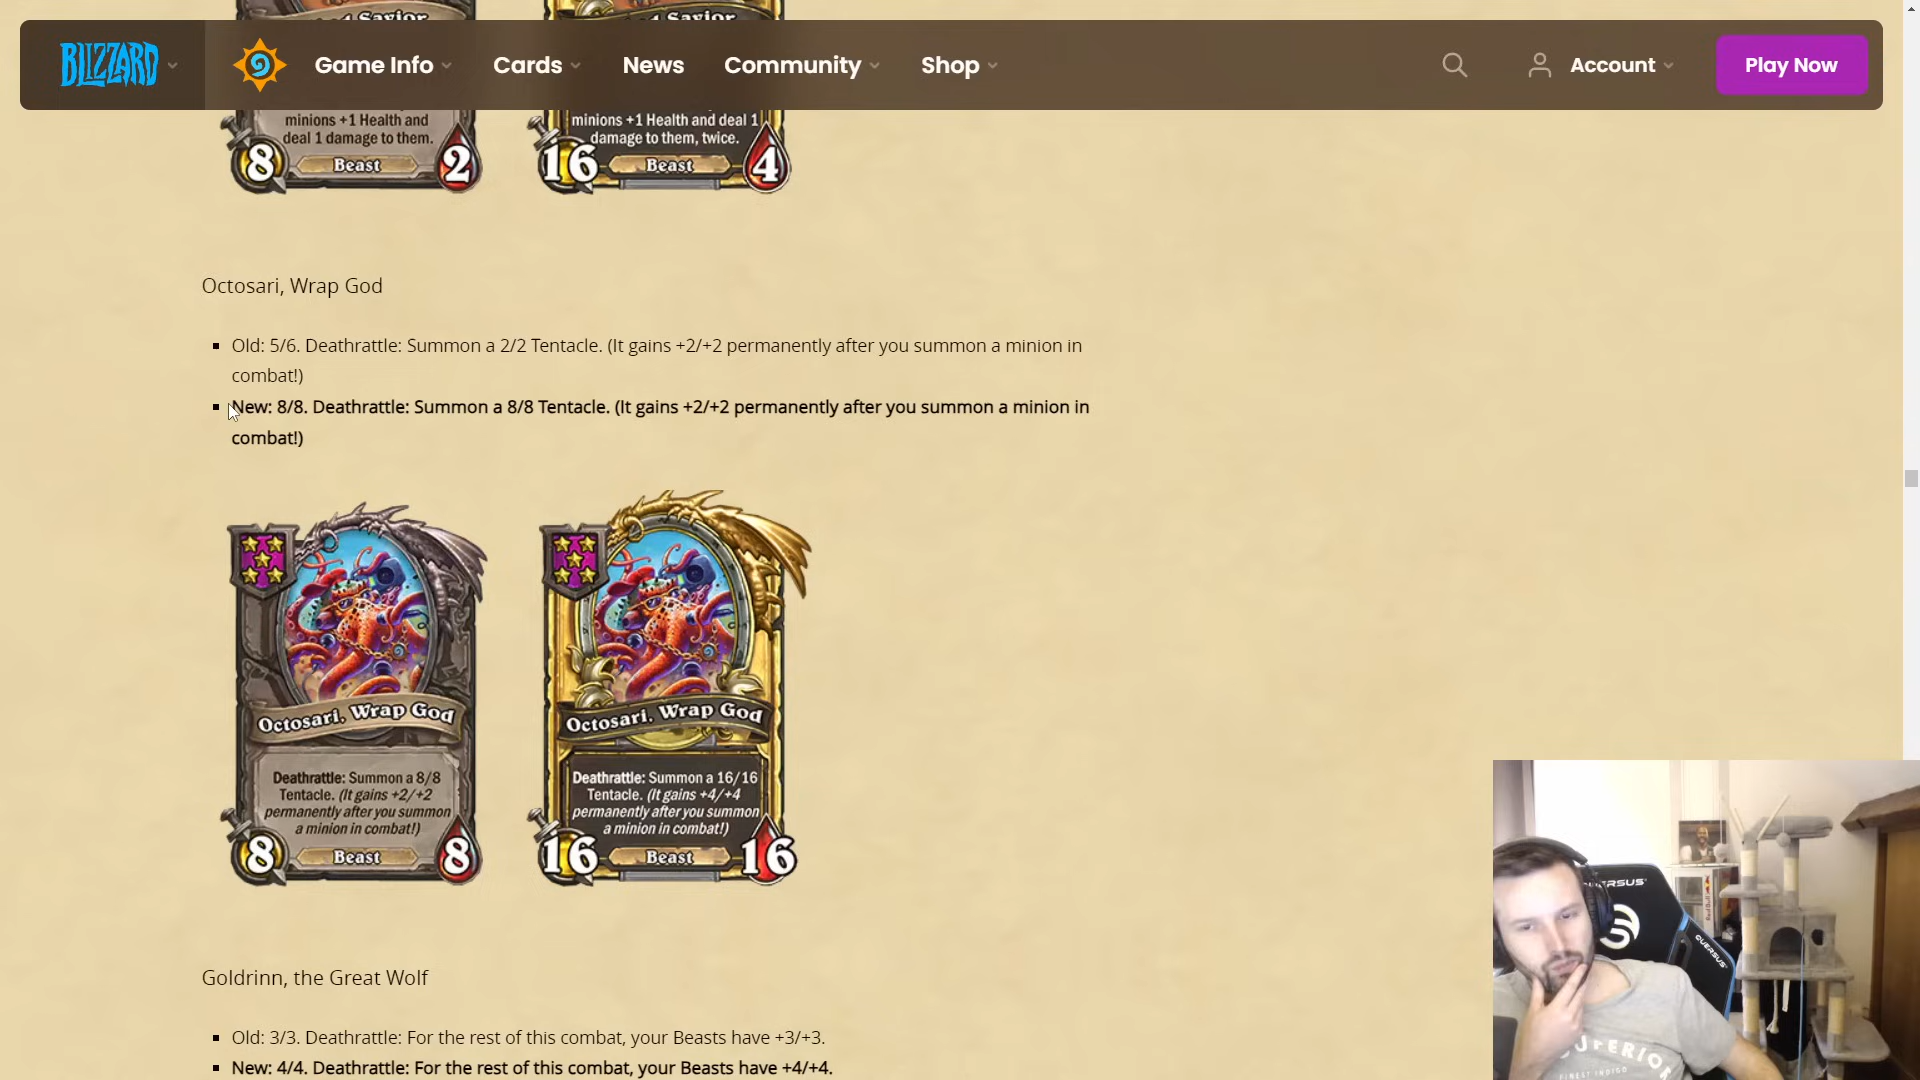 BLIZZARD
Game Info
Cards
News
Community
Shop
Account
Play Now
minions +1 Health and
deal 1 damage to them.
8
Beast
2
minions +1 Health and deal 1
damage to them, twice.
16
Beast
4
Octosari, Wrap God
Old: 5/6. Deathrattle: Summon a 2/2 Tentacle. (It gains +2/+2 permanently after you summon a minion in
combat!)
New: 8/8. Deathrattle: Summon a 8/8 Tentacle. (It gains +2/+2 permanently after you summon a minion in
combat!)
Octosari, Wrap God
Deathrattle: Summon a 8/8
Tentacle. (It gains +2/+2
permanently after you summon
a minion in combat!)
8
Beast
8
Octosari, Wrap God
Deathrattle: Summon a 16/16
Tentacle. (It gains +4/+4
permanently after you summon
a minion in combat!)
16
Beast
16
Goldrinn, the Great Wolf
Old: 3/3. Deathrattle: For the rest of this combat, your Beasts have +3/+3.
New: 4/4. Deathrattle: For the rest of this combat, your Beasts have +4/+4.
QUERSUS